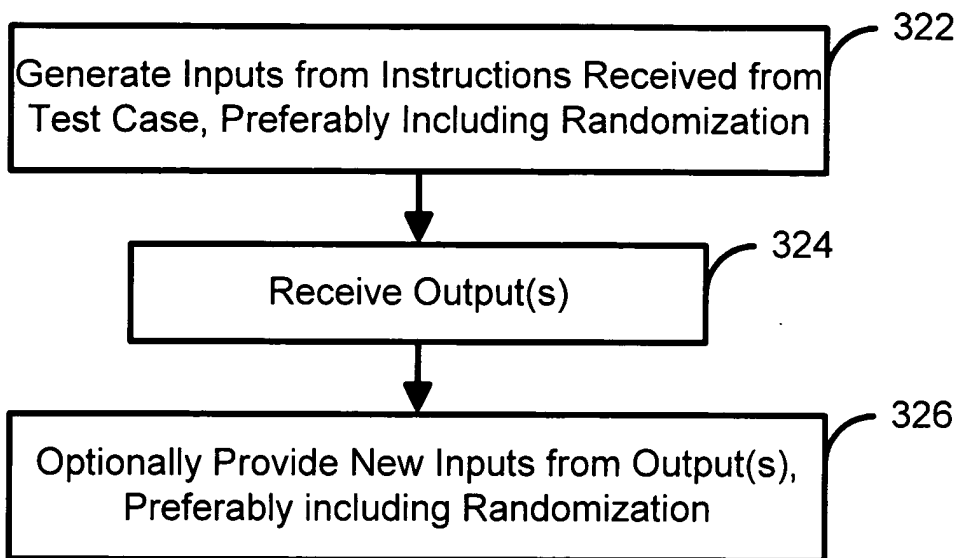 322
Generate Inputs from Instructions Received from
Test Case, Preferably Including Randomization
324
Receive Output(s)
326
Optionally Provide New Inputs from Output(s),
Preferably including Randomization